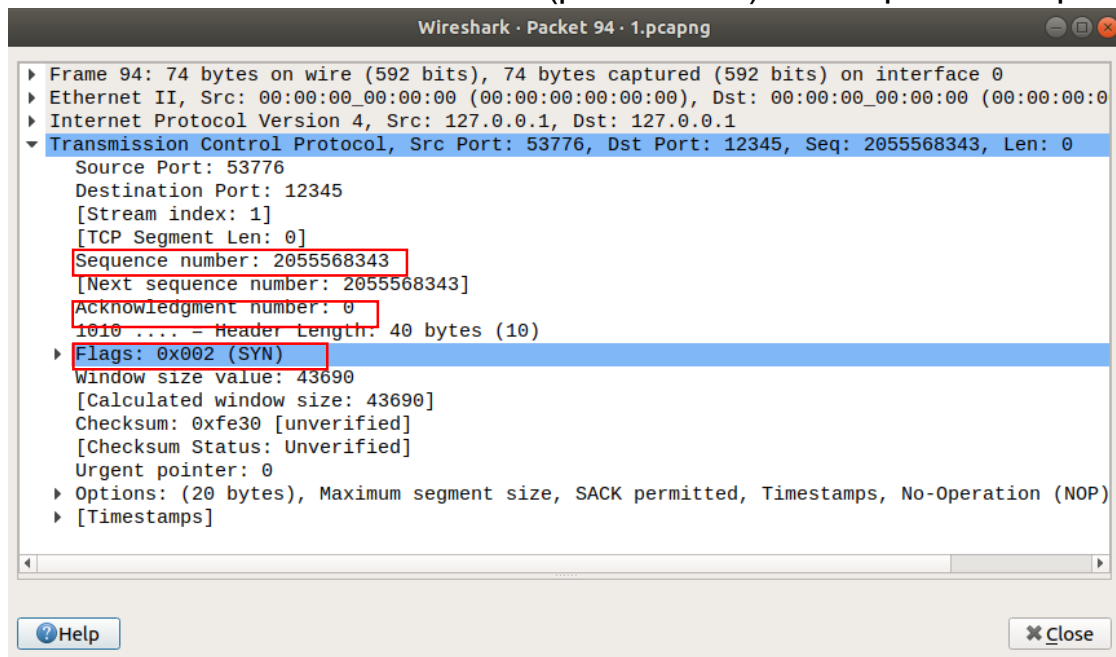 Wireshark · Packet 94 · 1.pcapng
Frame 94: 74 bytes on wire (592 bits), 74 bytes captured (592 bits) on interface 0
Ethernet II, Src: 00:00:00_00:00:00 (00:00:00:00:00:00), Dst: 00:00:00_00:00:00 (00:00:00:0
Internet Protocol Version 4, Src: 127.0.0.1, Dst: 127.0.0.1
Transmission Control Protocol, Src Port: 53776, Dst Port: 12345, Seq: 2055568343, Len: 0
Source Port: 53776
Destination Port: 12345
[Stream index: 1]
[TCP Segment Len: 0]
Sequence number: 2055568343
[Next sequence number: 2055568343]
Acknowledgment number: 0
1010 .... = Header Length: 40 bytes (10)
Flags: 0x002 (SYN)
Window size value: 43690
[Calculated window size: 43690]
Checksum: 0xfe30 [unverified]
[Checksum Status: Unverified]
Urgent pointer: 0
Options: (20 bytes), Maximum segment size, SACK permitted, Timestamps, No-Operation (NOP)
[Timestamps]
Help
Close